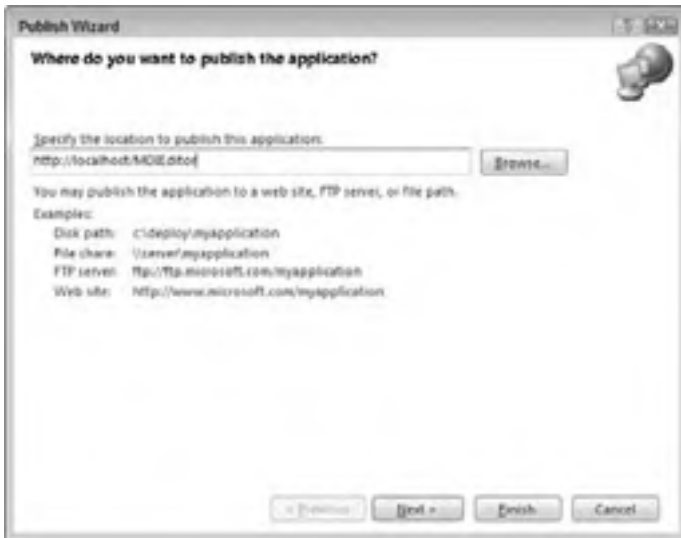 Publish Wizard
Where do you want to publish the application?
Specify the location to publish this application:
http://localhost/MDIEditor
Browse...
You may publish the application to a web site, FTP server, or file path.
Examples:
Disk path: c:\deploy\myapplication
File share: \\server\myapplication
FTP server: ftp://ftp.microsoft.com/myapplication
Web site: http://www.microsoft.com/myapplication
< Previous Next > Finish Cancel